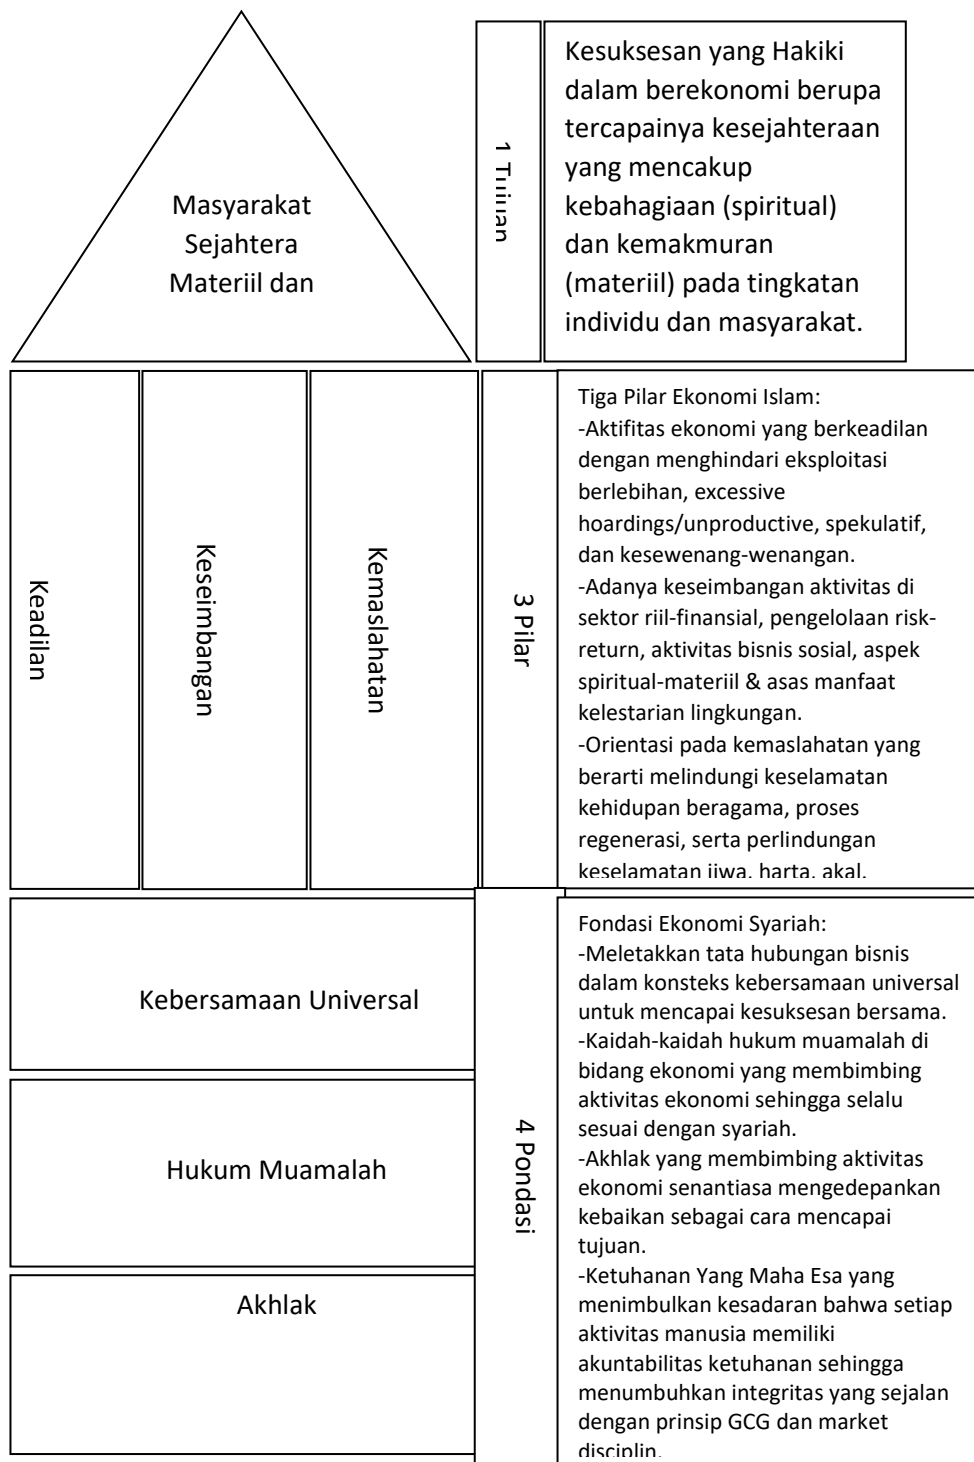 Masyarakat
Sejahtera
Materiil dan
1 Tujuan
Kesuksesan yang Hakiki
dalam berekonomi berupa
tercapainya kesejahteraan
yang mencakup
kebahagiaan (spiritual)
dan kemakmuran
(materiil) pada tingkatan
individu dan masyarakat.
Keadilan
Keseimbangan
Kemaslahatan
3 Pilar
Tiga Pilar Ekonomi Islam:
-Aktifitas ekonomi yang berkeadilan
dengan menghindari eksploitasi
berlebihan, excessive
hoardings/unproductive, spekulatif,
dan kesewenang-wenangan.
-Adanya keseimbangan aktivitas di
sektor riil-finansial, pengelolaan risk-
return, aktivitas bisnis sosial, aspek
spiritual-materiil & asas manfaat
kelestarian lingkungan.
-Orientasi pada kemaslahatan yang
berarti melindungi keselamatan
kehidupan beragama, proses
regenerasi, serta perlindungan
keselamatan jiwa, harta, akal.
Kebersamaan Universal
Hukum Muamalah
Akhlak
4 Pondasi
Fondasi Ekonomi Syariah:
-Meletakkan tata hubungan bisnis
dalam konsteks kebersamaan universal
untuk mencapai kesuksesan bersama.
-Kaidah-kaidah hukum muamalah di
bidang ekonomi yang membimbing
aktivitas ekonomi sehingga selalu
sesuai dengan syariah.
-Akhlak yang membimbing aktivitas
ekonomi senantiasa mengedepankan
kebaikan sebagai cara mencapai
tujuan.
-Ketuhanan Yang Maha Esa yang
menimbulkan kesadaran bahwa setiap
aktivitas manusia memiliki
akuntabilitas ketuhanan sehingga
menumbuhkan integritas yang sejalan
dengan prinsip GCG dan market
disciplin.